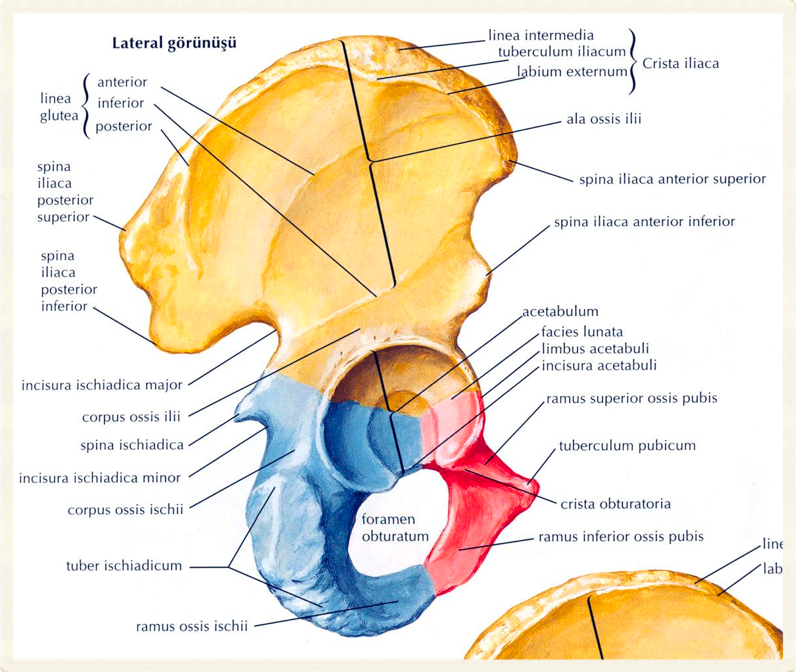 Lateral görünüşü
linea
glutea
anterior
inferior
posterior
spina
iliaca
posterior
superior
spina
iliaca
posterior
inferior
incisura ischiadica major
corpus ossis ilii
spina ischiadica
incisura ischiadica minor
corpus ossis ischii
tuber ischiadicum
ramus ossis ischii
linea intermedia
tuberculum iliacum
labium externum
Crista iliaca
ala ossis ilii
spina iliaca anterior superior
spina iliaca anterior inferior
acetabulum
facies lunata
limbus acetabuli
incisura acetabuli
ramus superior ossis pubis
tuberculum pubicum
crista obturatoria
ramus inferior ossis pubis
foramen
obturatum
line
lab